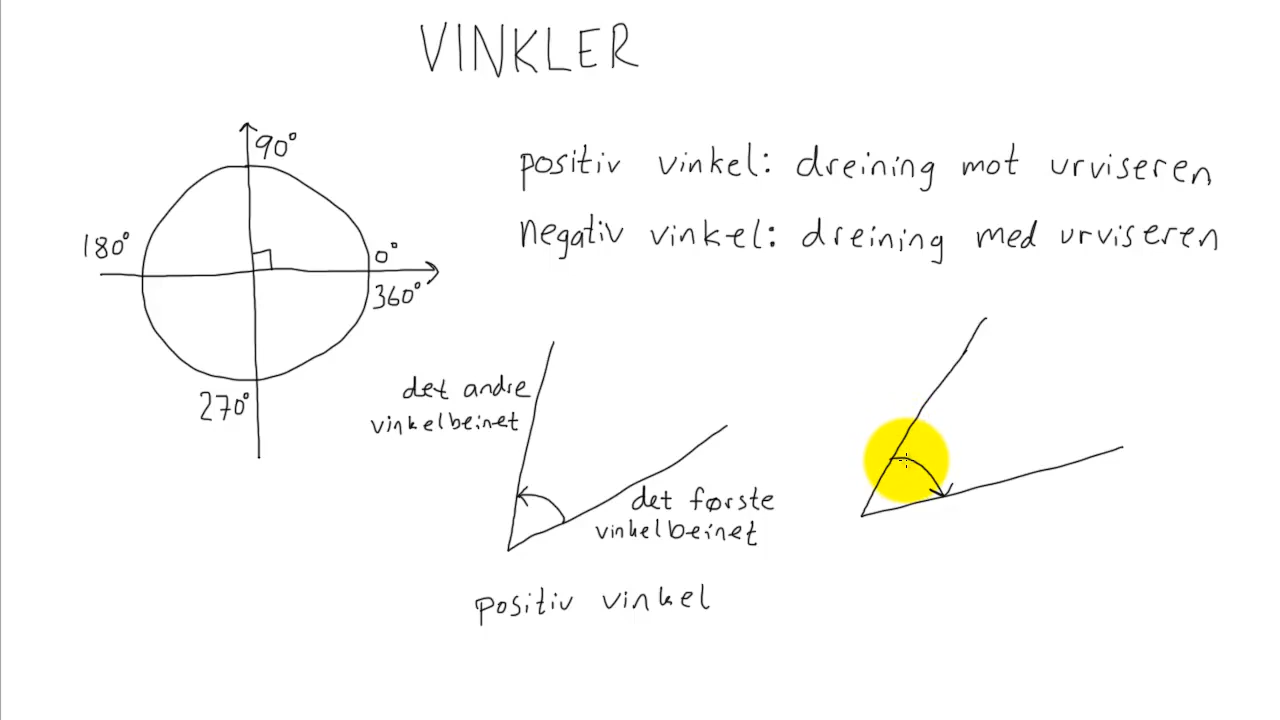 VINKLER
90°
180°
0°
360°
270°
positiv vinkel: dreining mot urviseren
negativ vinkel: dreining med urviseren
det andre
vinkelbeinet
det første
vinkelbeinet
positiv vinkel